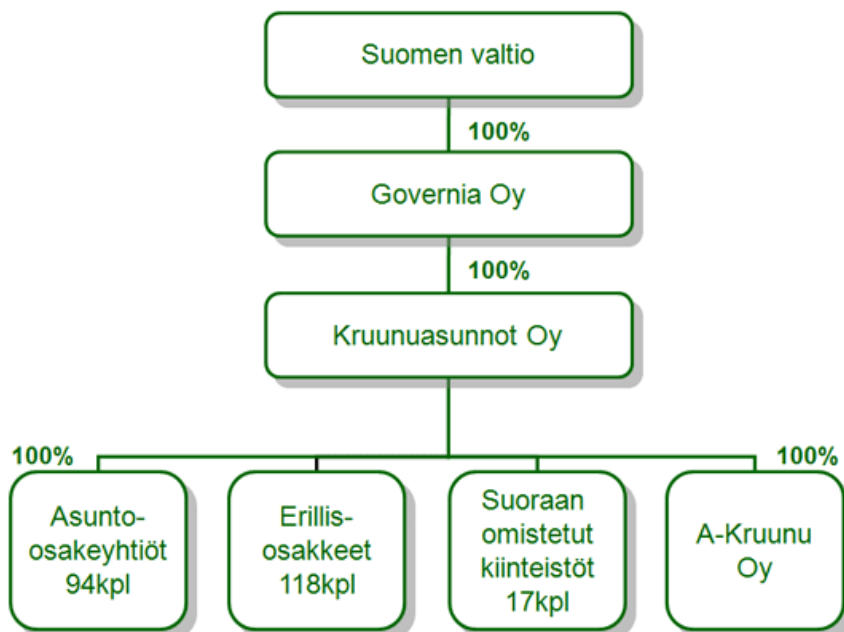 Suomen valtio
100%
Governia Oy
100%
Kruunuasunnot Oy
100%
100%
Asunto-
osakeyhtiöt
94kpl
Erillis-
osakkeet
118kpl
Suoraan
omistetut
kiinteistöt
17kpl
A-Kruunu
Oy